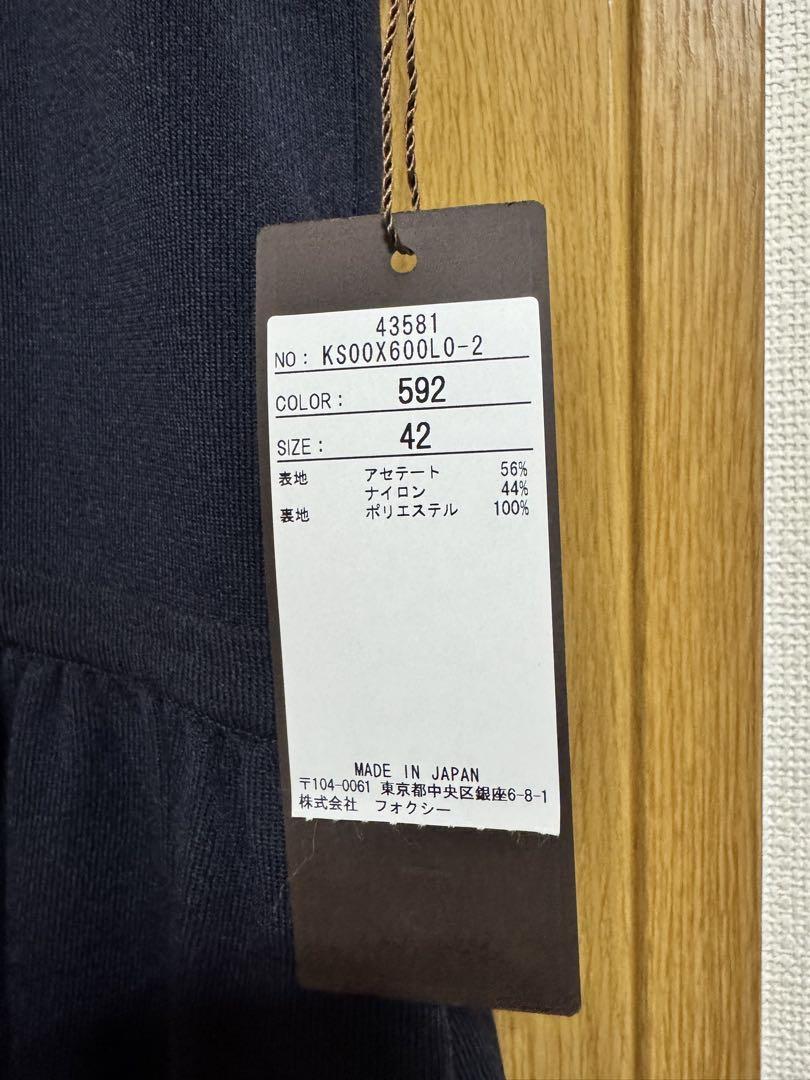 43581
NO: KS00X600L0-2
COLOR: 592
SIZE: 42
表地 アセテート 56%
ナイロン 44%
裏地 ポリエステル 100%
MADE IN JAPAN
〒104-0061 東京都中央区銀座6-8-1
株式会社 フォクシー